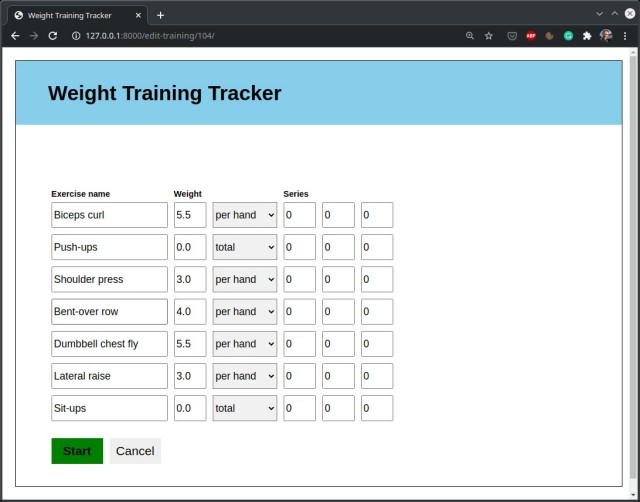 Weight Training Tracker
127.0.0.1:8000/edit-training/104/
ABP
Weight Training Tracker
Exercise name Weight Series
Biceps curl 5.5 per hand 0 0 0
Push-ups 0.0 total 0 0 0
Shoulder press 3.0 per hand 0 0 0
Bent-over row 4.0 per hand 0 0 0
Dumbbell chest fly 5.5 per hand 0 0 0
Lateral raise 3.0 per hand 0 0 0
Sit-ups 0.0 total 0 0 0
Start Cancel